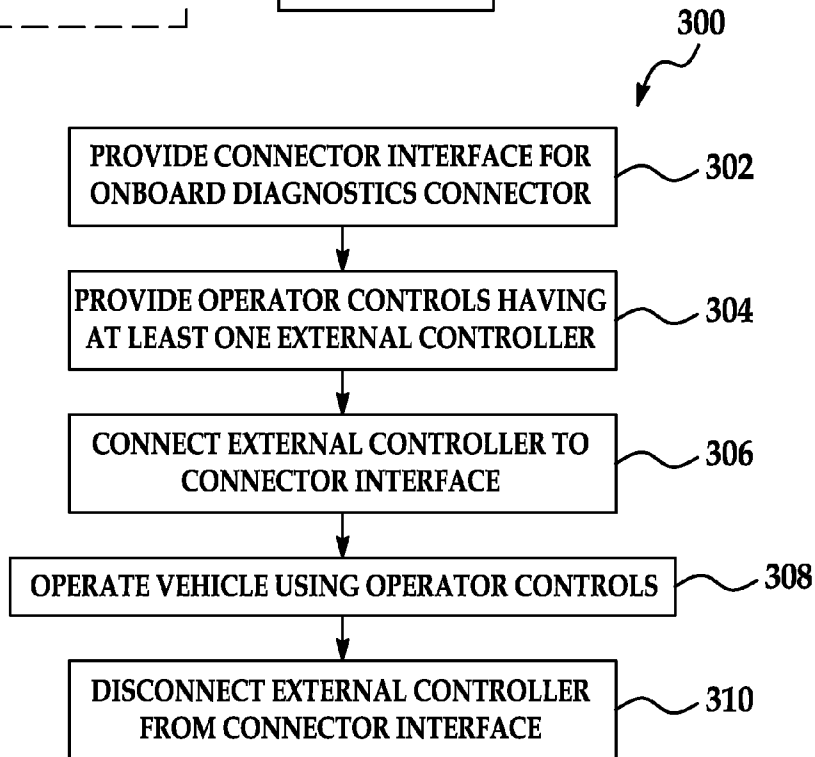 300
PROVIDE CONNECTOR INTERFACE FOR
ONBOARD DIAGNOSTICS CONNECTOR
302
PROVIDE OPERATOR CONTROLS HAVING
AT LEAST ONE EXTERNAL CONTROLLER
304
CONNECT EXTERNAL CONTROLLER TO
CONNECTOR INTERFACE
306
OPERATE VEHICLE USING OPERATOR CONTROLS
308
DISCONNECT EXTERNAL CONTROLLER
FROM CONNECTOR INTERFACE
310